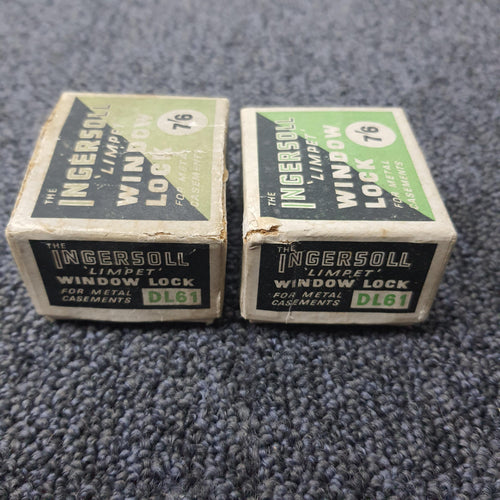 THE
INGERSOLL
'LIMPET'
WINDOW
LOCK
7/6
FOR METAL
CASEMENTS
THE
INGERSOLL
'LIMPET'
WINDOW LOCK
FOR METAL
CASEMENTS
DL61
THE
INGERSOLL
'LIMPET'
WINDOW
LOCK
7/6
FOR METAL
CASEMENTS
THE
INGERSOLL
'LIMPET'
WINDOW LOCK
FOR METAL
CASEMENTS
DL61